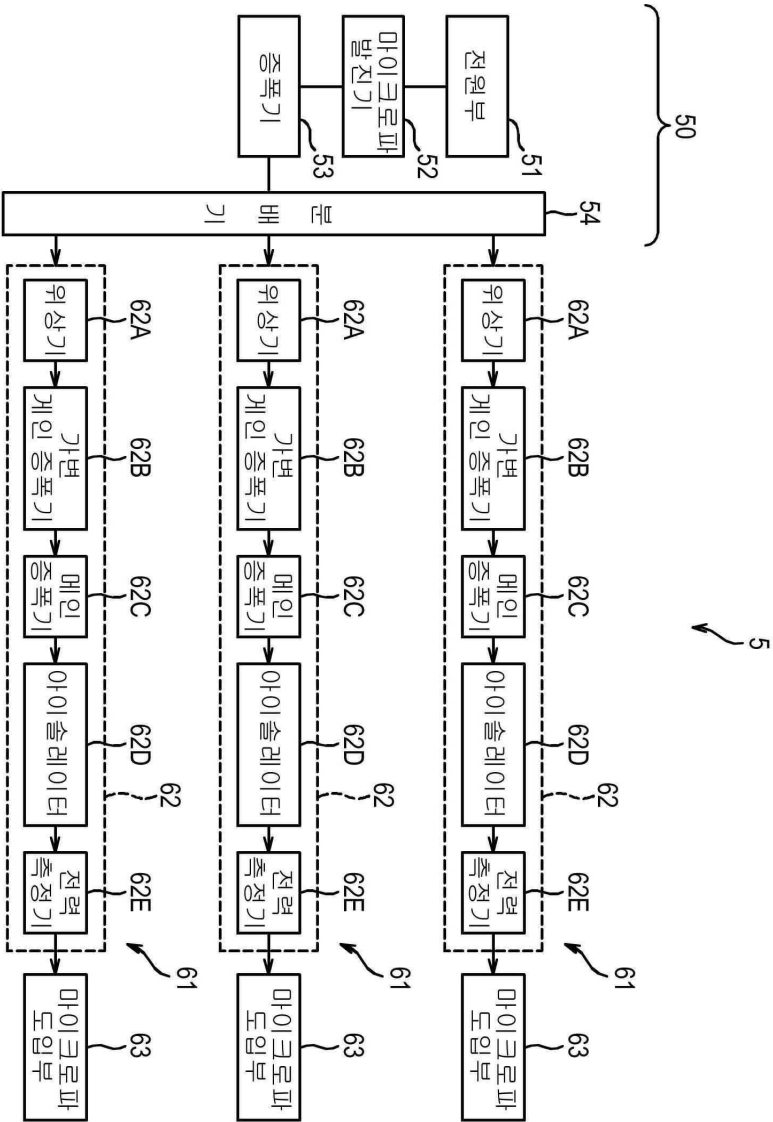 5
50
54
62A
62B
62C
62D
62
62E
61
63
전원부
51
위상기
가변
게인 증폭기
메인
증폭기
아이솔레이터
전력
측정기
마이크로파
도입부
마이크로파
발진기
52
분
배
기
62A
62B
62C
62D
62
62E
61
63
증폭기
53
위상기
가변
게인 증폭기
메인
증폭기
아이솔레이터
전력
측정기
마이크로파
도입부
62A
62B
62C
62D
62
62E
61
63
위상기
가변
게인 증폭기
메인
증폭기
아이솔레이터
전력
측정기
마이크로파
도입부